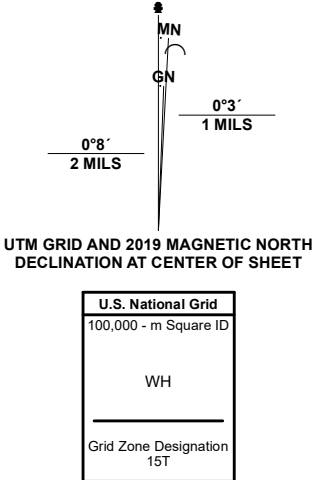 MN
GN
0°3´
1 MILS
0°8´
2 MILS
UTM GRID AND 2019 MAGNETIC NORTH
DECLINATION AT CENTER OF SHEET
U.S. National Grid
100,000 - m Square ID
WH
Grid Zone Designation
15T